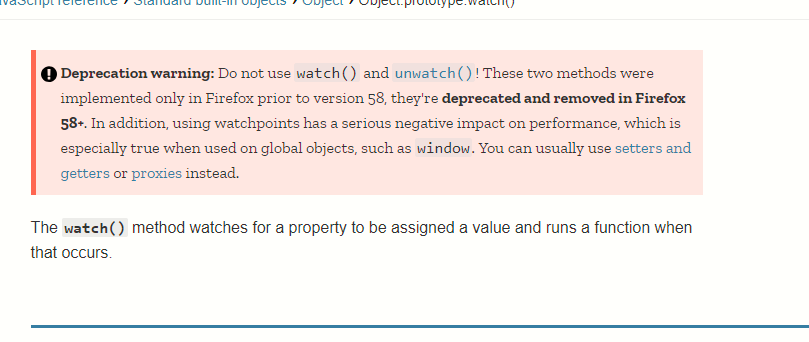 JavaScript reference › Standard built-in objects › Object › Object.prototype.watch()
Deprecation warning: Do not use watch() and unwatch()! These two methods were
implemented only in Firefox prior to version 58, they're deprecated and removed in Firefox
58+. In addition, using watchpoints has a serious negative impact on performance, which is
especially true when used on global objects, such as window. You can usually use setters and
getters or proxies instead.
The watch() method watches for a property to be assigned a value and runs a function when
that occurs.